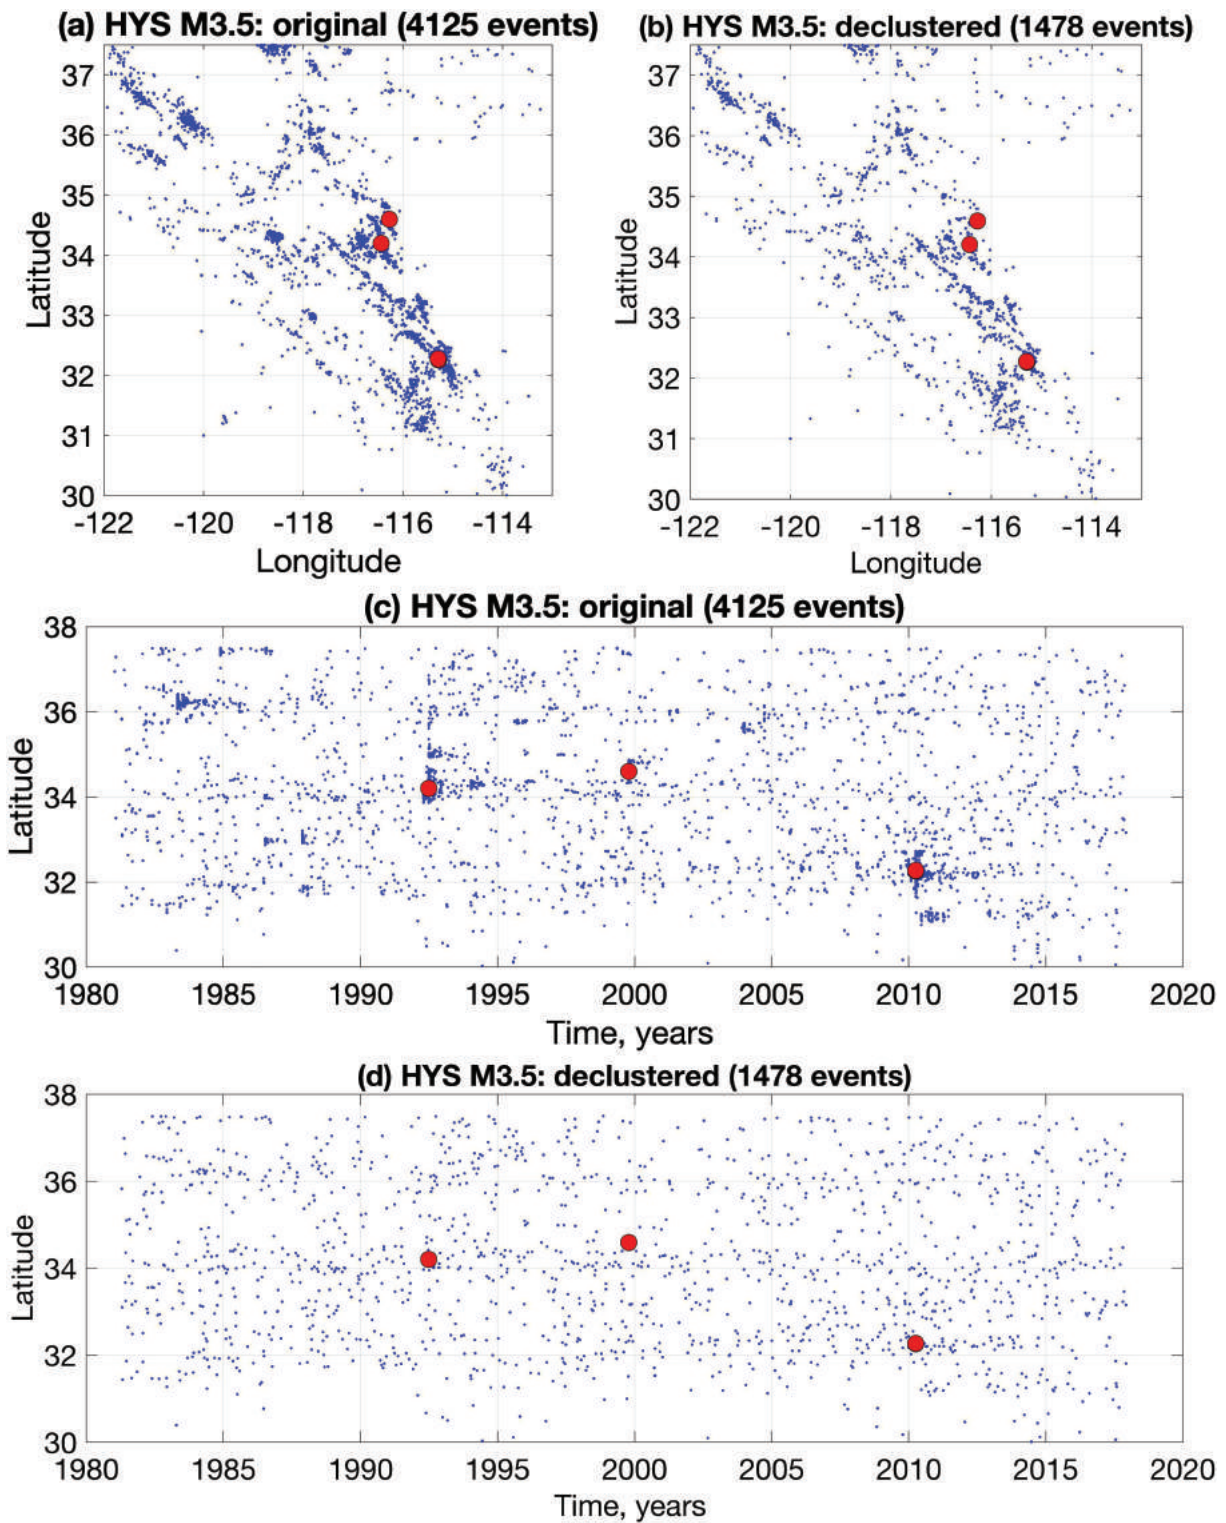 (a) HYS M3.5: original (4125 events)
37
36
35
34
33
32
31
30
Latitude
-122 -120 -118 -116 -114
Longitude
(b) HYS M3.5: declustered (1478 events)
37
36
35
34
33
32
31
30
Latitude
-122 -120 -118 -116 -114
Longitude
(c) HYS M3.5: original (4125 events)
38
36
34
32
30
Latitude
1980 1985 1990 1995 2000 2005 2010 2015 2020
Time, years
(d) HYS M3.5: declustered (1478 events)
38
36
34
32
30
Latitude
1980 1985 1990 1995 2000 2005 2010 2015 2020
Time, years